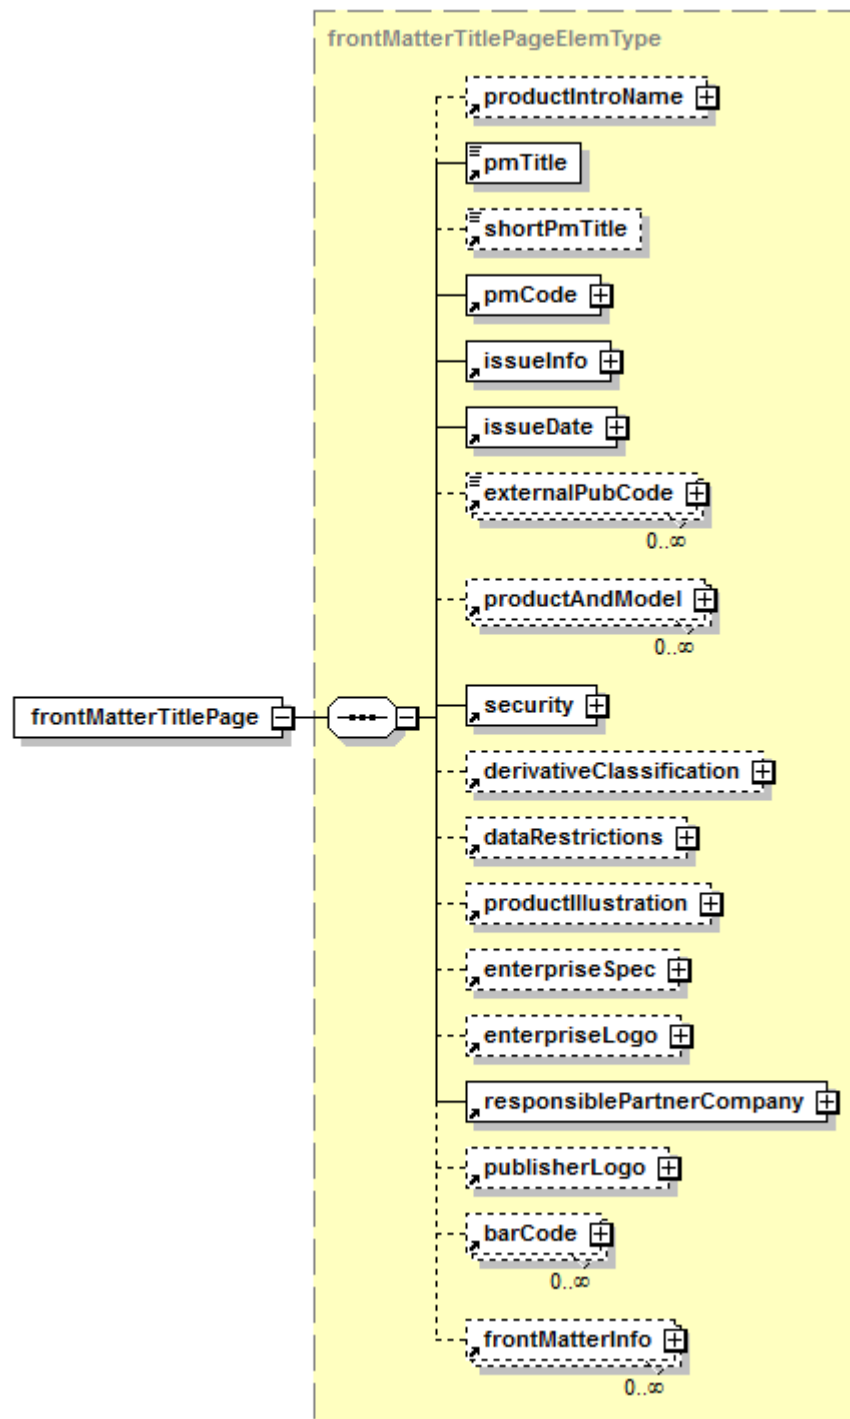 frontMatterTitlePageElemType
productIntroName
pmTitle
shortPmTitle
pmCode
issueInfo
issueDate
externalPubCode
0..∞
productAndModel
0..∞
security
frontMatterTitlePage
derivativeClassification
dataRestrictions
productIllustration
enterpriseSpec
enterpriseLogo
responsiblePartnerCompany
publisherLogo
barCode
0..∞
frontMatterInfo
0..∞